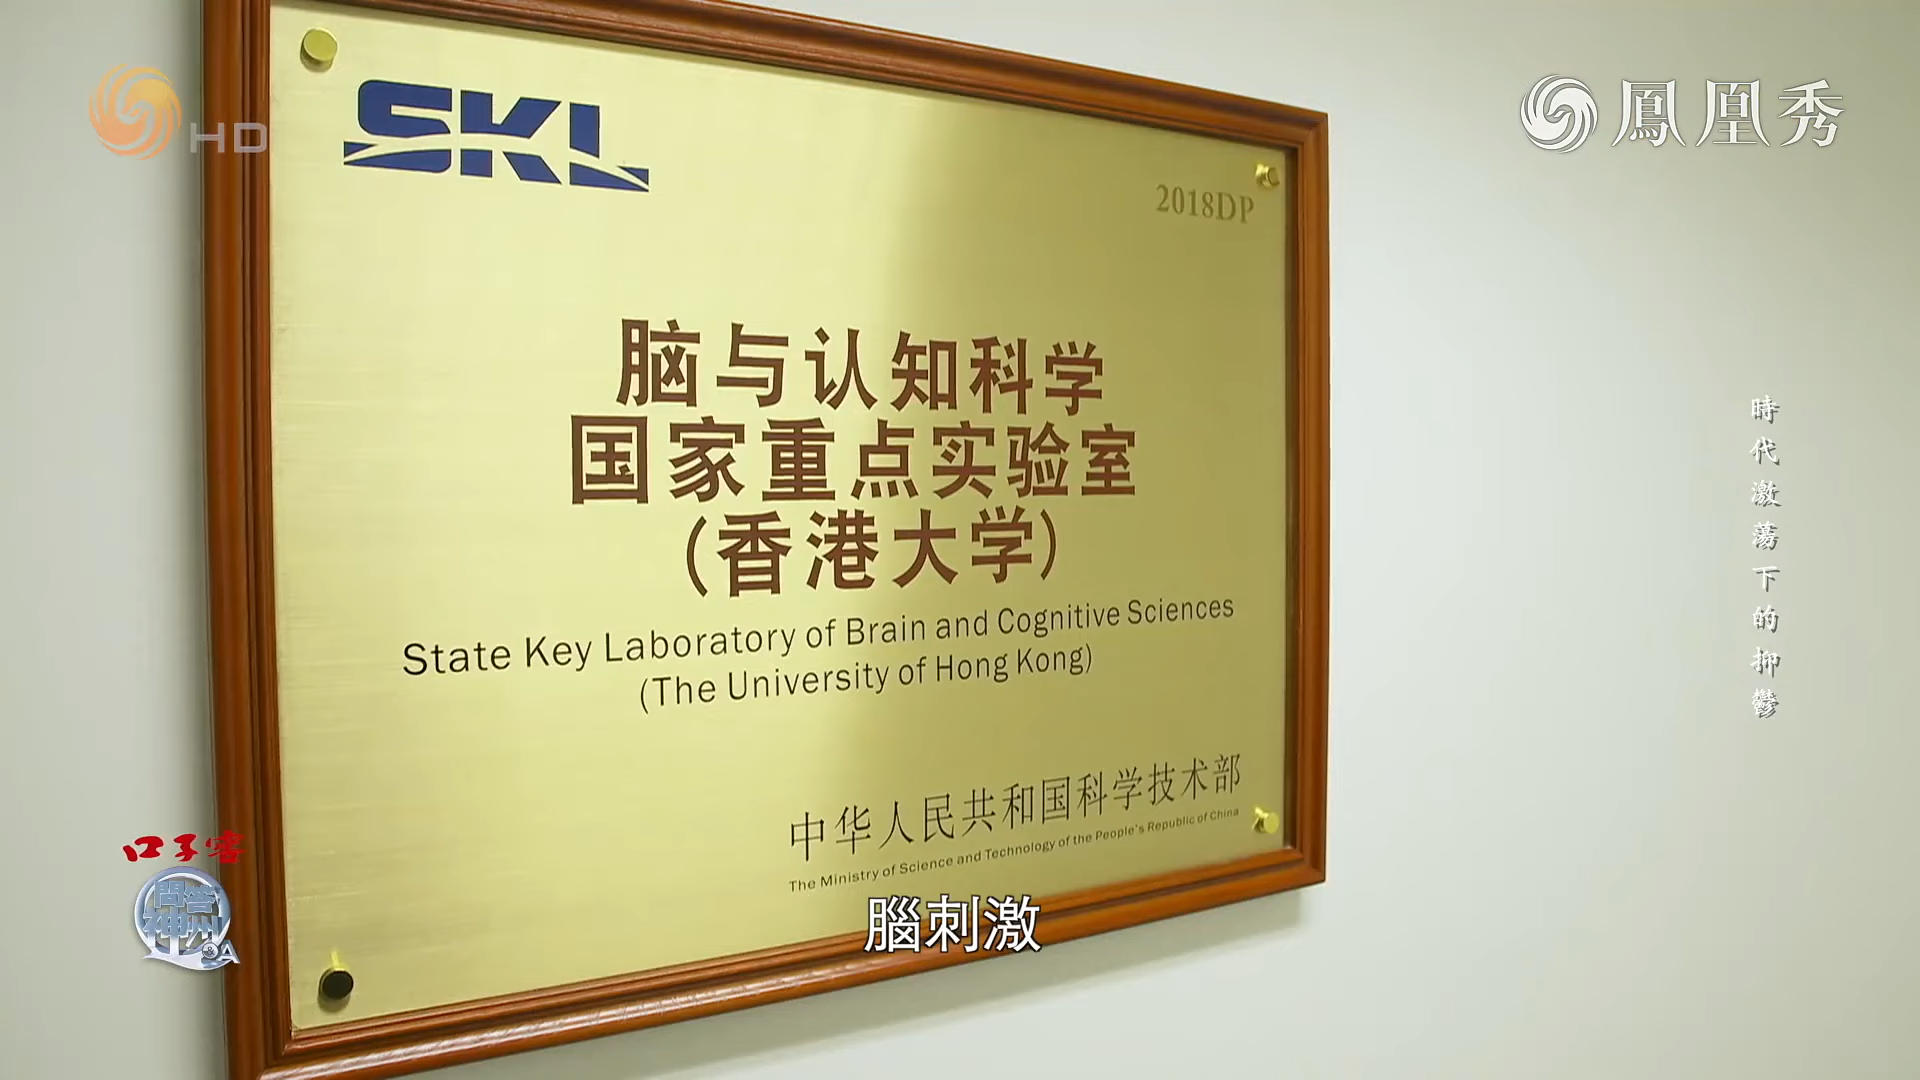 HD
鳳凰秀
SKL
2018DP
脑与认知科学
国家重点实验室
(香港大学)
State Key Laboratory of Brain and Cognitive Sciences
(The University of Hong Kong)
中华人民共和国科学技术部
The Ministry of Science and Technology of the People's Republic of China
時代激蕩下的抑鬱
口子窖
問答
神州
Q&A
腦刺激